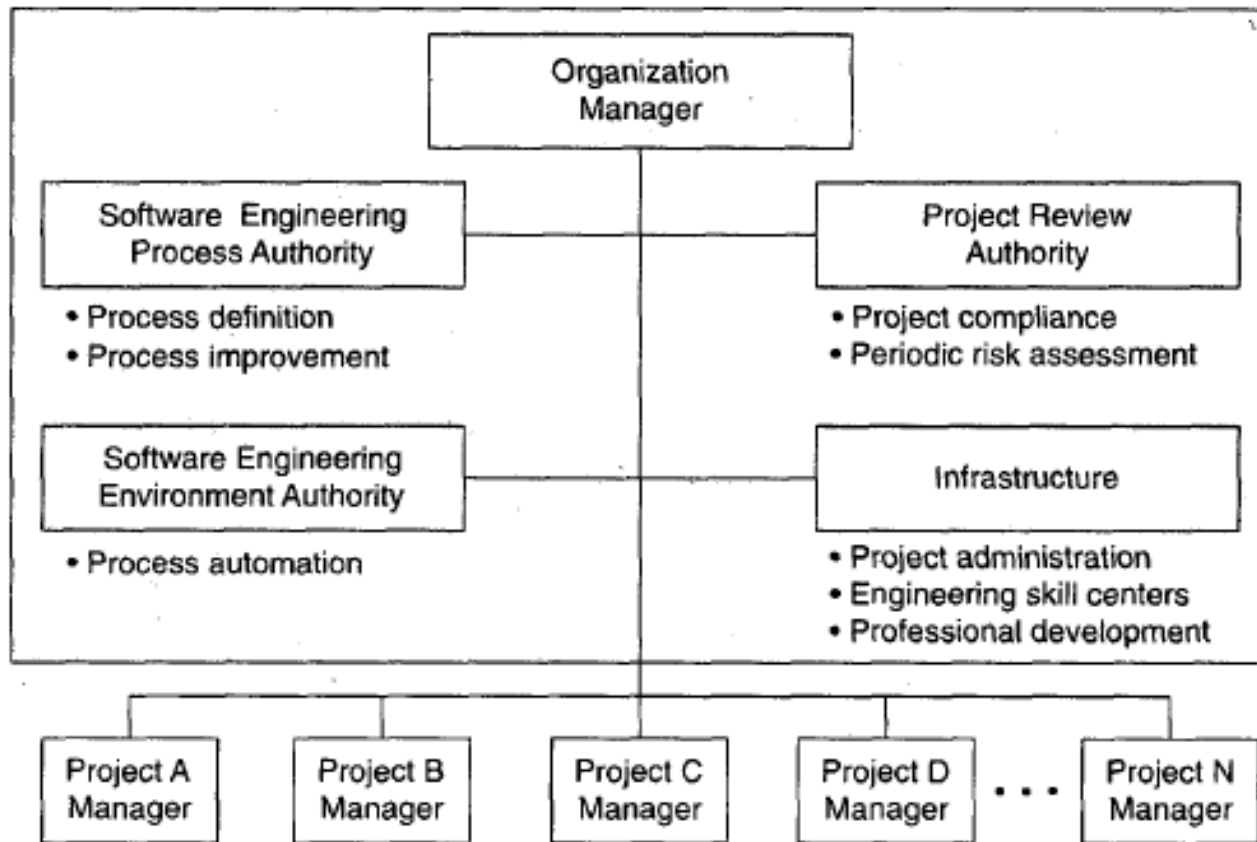 Organization
Manager
Software Engineering
Process Authority
• Process definition
• Process improvement
Project Review
Authority
• Project compliance
• Periodic risk assessment
Software Engineering
Environment Authority
• Process automation
Infrastructure
• Project administration
• Engineering skill centers
• Professional development
Project A
Manager
Project B
Manager
Project C
Manager
Project D
Manager
• • •
Project N
Manager